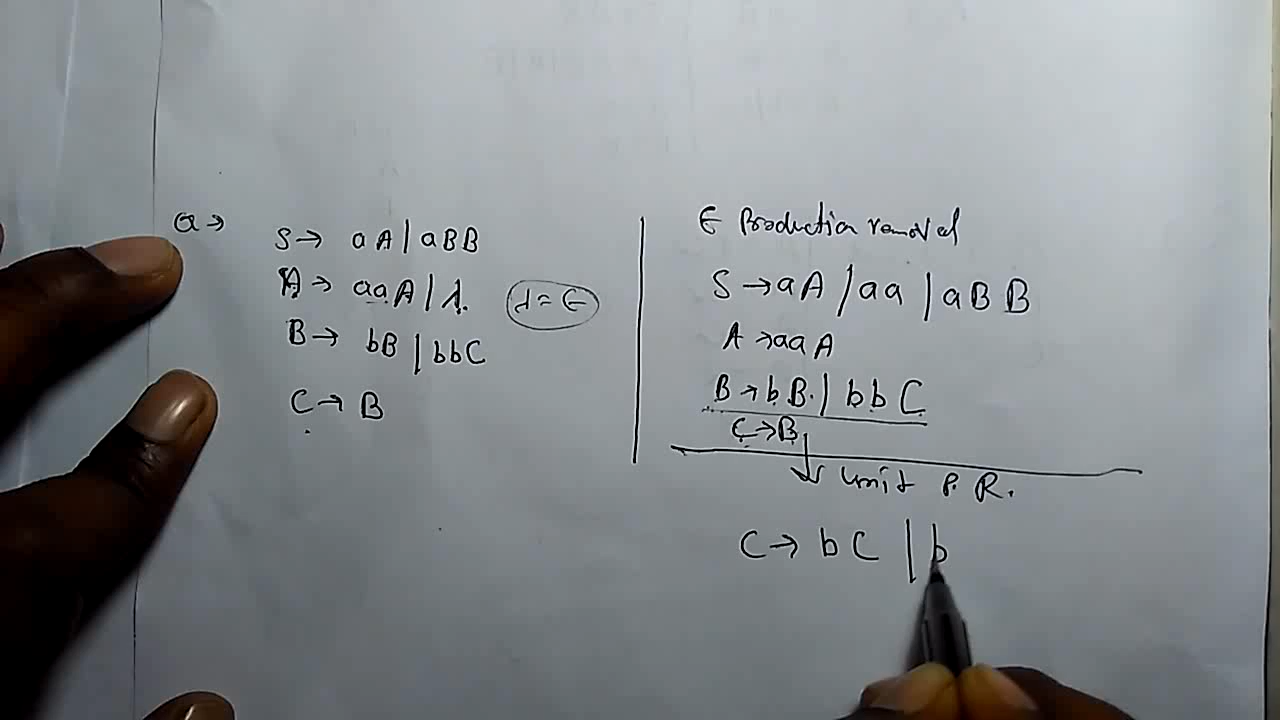 Q→
S→ aA | aBB
A→ aaA | λ.
λ = ϵ
B→ bB | bbC
C→ B
ϵ Production removal
S→aA | aa | aBB
A→aaA
B→bB | bbC
C→B
unit P.R.
C→ bC | b